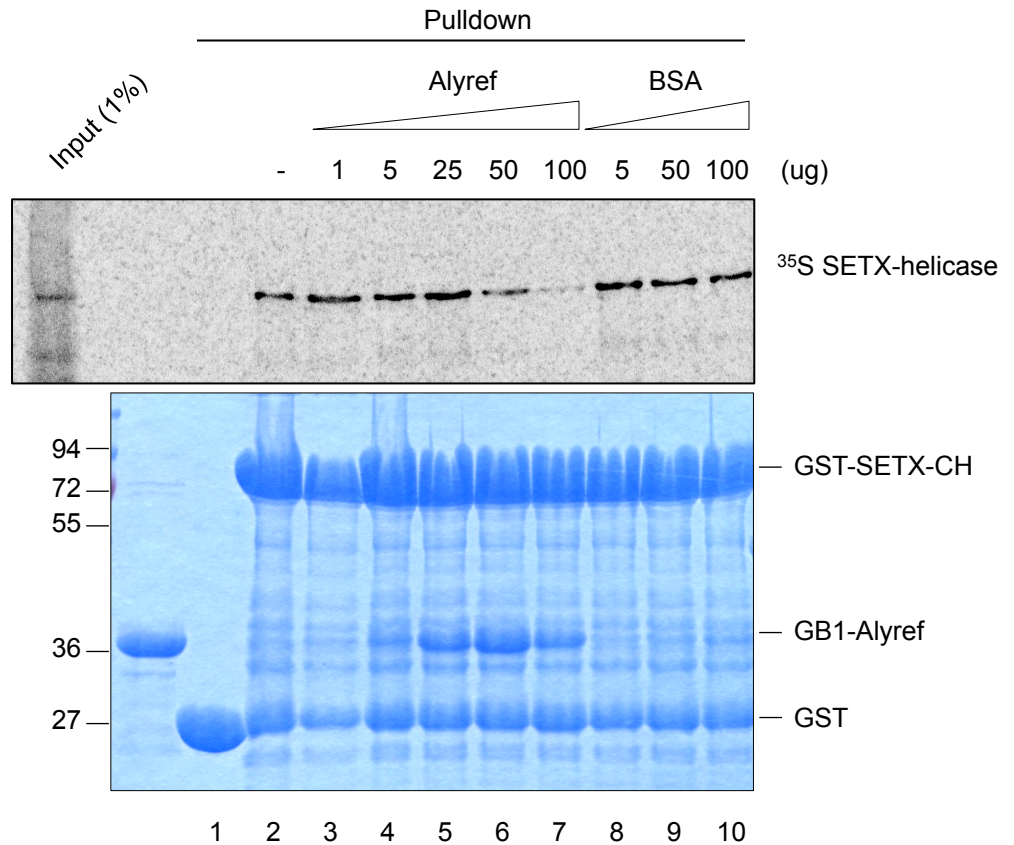 Pulldown
Input (1%)
Alyref
BSA
- 1 5 25 50 100 5 50 100 (ug)
³⁵S SETX-helicase
94
72
55
36
27
GST-SETX-CH
GB1-Alyref
GST
1 2 3 4 5 6 7 8 9 10